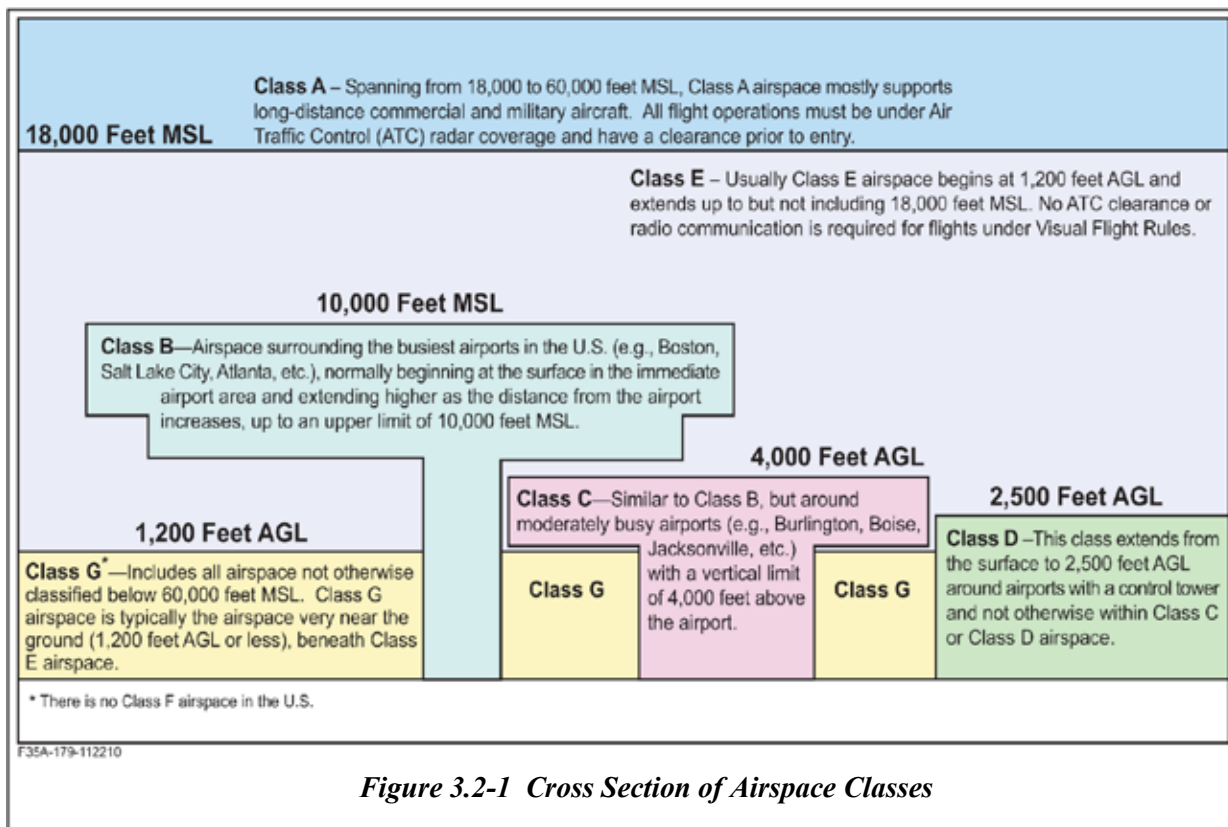 Class A – Spanning from 18,000 to 60,000 feet MSL, Class A airspace mostly supports
long-distance commercial and military aircraft. All flight operations must be under Air
Traffic Control (ATC) radar coverage and have a clearance prior to entry.
18,000 Feet MSL
Class E – Usually Class E airspace begins at 1,200 feet AGL and
extends up to but not including 18,000 feet MSL. No ATC clearance or
radio communication is required for flights under Visual Flight Rules.
10,000 Feet MSL
Class B—Airspace surrounding the busiest airports in the U.S. (e.g., Boston,
Salt Lake City, Atlanta, etc.), normally beginning at the surface in the immediate
airport area and extending higher as the distance from the airport
increases, up to an upper limit of 10,000 feet MSL.
4,000 Feet AGL
Class C—Similar to Class B, but around
moderately busy airports (e.g., Burlington, Boise,
Jacksonville, etc.)
with a vertical limit
of 4,000 feet above
the airport.
2,500 Feet AGL
Class D –This class extends from
the surface to 2,500 feet AGL
around airports with a control tower
and not otherwise within Class C
or Class D airspace.
1,200 Feet AGL
Class G*—Includes all airspace not otherwise
classified below 60,000 feet MSL. Class G
airspace is typically the airspace very near the
ground (1,200 feet AGL or less), beneath Class
E airspace.
Class G
Class G
* There is no Class F airspace in the U.S.
F35A-179-112210
Figure 3.2-1 Cross Section of Airspace Classes